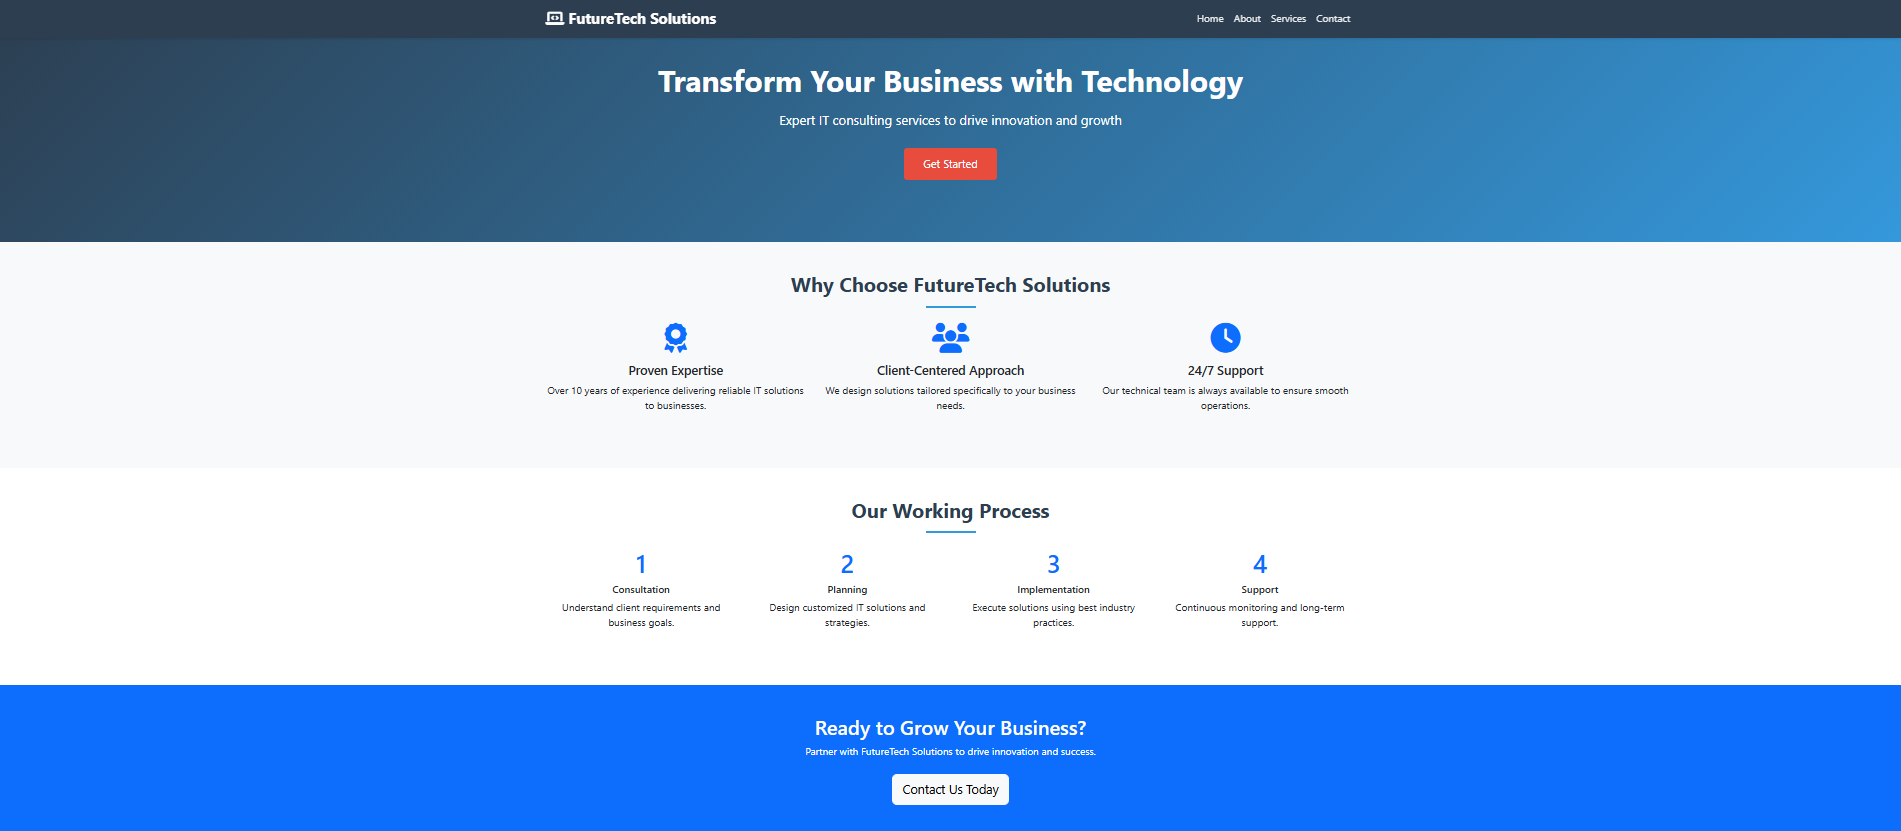 FutureTech Solutions
Home About Services Contact
Transform Your Business with Technology
Expert IT consulting services to drive innovation and growth
Get Started
Why Choose FutureTech Solutions
Proven Expertise
Over 10 years of experience delivering reliable IT solutions
to businesses.
Client-Centered Approach
We design solutions tailored specifically to your business
needs.
24/7 Support
Our technical team is always available to ensure smooth
operations.
Our Working Process
1
Consultation
Understand client requirements and
business goals.
2
Planning
Design customized IT solutions and
strategies.
3
Implementation
Execute solutions using best industry
practices.
4
Support
Continuous monitoring and long-term
support.
Ready to Grow Your Business?
Partner with FutureTech Solutions to drive innovation and success.
Contact Us Today